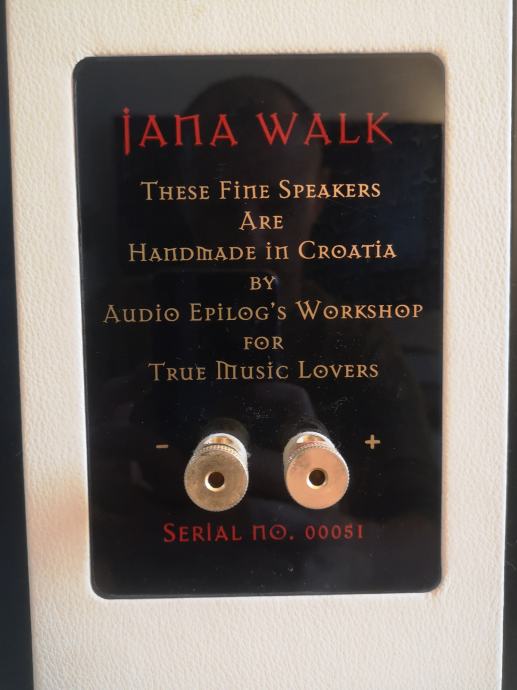 JANA WALK
THESE FINE SPEAKERS
ARE
HANDMADE IN CROATIA
BY
AUDIO EPILOG'S WORKSHOP
FOR
TRUE MUSIC LOVERS
- +
SERIAL NO. 00051